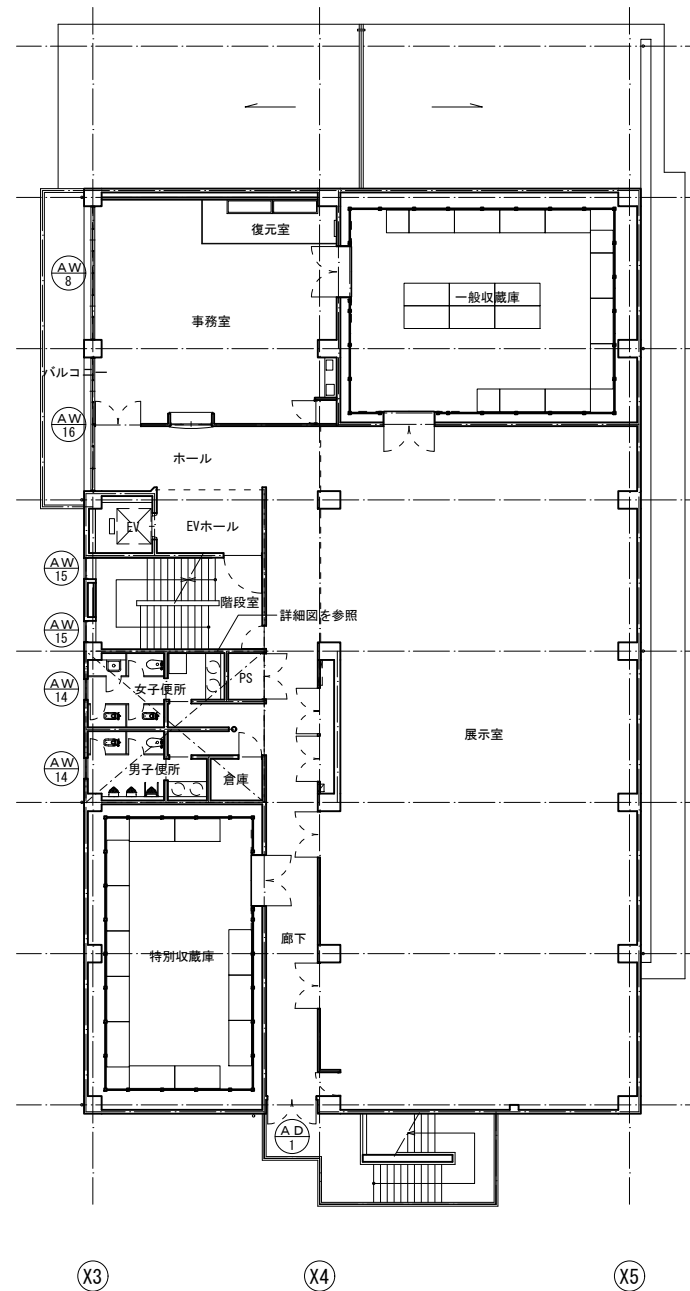 復元室
AW
8
一般収蔵庫
事務室
バルコニー
AW
16
ホール
EV
EVホール
AW
15
階段室
詳細図を参照
AW
15
PS
女子便所
AW
14
展示室
男子便所
AW
14
倉庫
廊下
特別収蔵庫
AD
1
X3
X4
X5